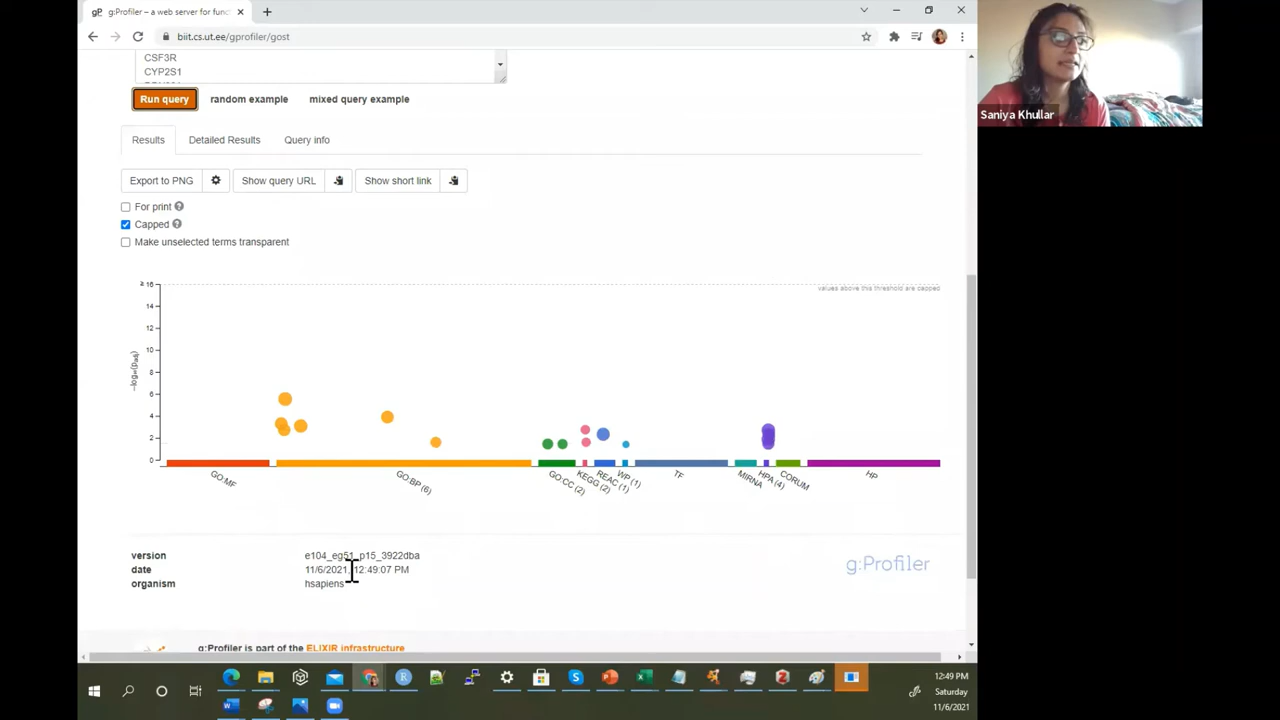 gP g:Profiler – a web server for func
biit.cs.ut.ee/gprofiler/gost
CSF3R
CYP2S1
Run query random example mixed query example
Results Detailed Results Query info
Export to PNG Show query URL Show short link
For print
Capped
Make unselected terms transparent
≥ 16
values above this threshold are capped
14
12
10
8
6
4
2
0
-log10(padj)
GO:MF GO:BP (6) GO:CC (2) KEGG (2) REAC (1) WP (1) TF MIRNA HPA (4) CORUM HP
version e104_eg51_p15_3922dba
date 11/6/2021, 12:49:07 PM
organism hsapiens
g:Profiler
g:Profiler is part of the ELIXIR infrastructure
Saniya Khullar
12:49 PM
Saturday
11/6/2021